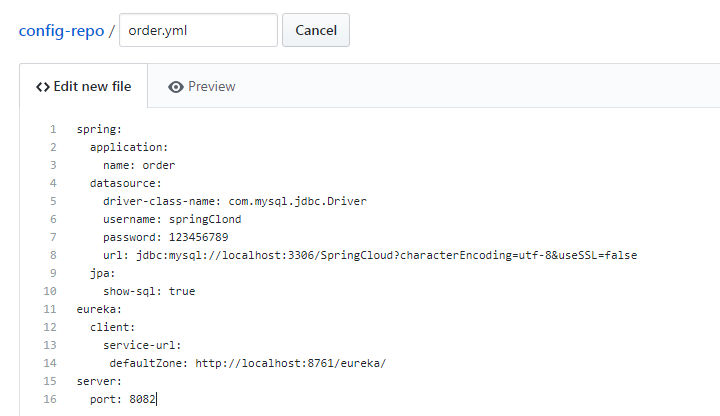 config-repo / order.yml Cancel
<> Edit new file Preview
1 spring:
2   application:
3     name: order
4   datasource:
5     driver-class-name: com.mysql.jdbc.Driver
6     username: springClond
7     password: 123456789
8     url: jdbc:mysql://localhost:3306/SpringCloud?characterEncoding=utf-8&useSSL=false
9   jpa:
10     show-sql: true
11 eureka:
12   client:
13     service-url:
14      defaultZone: http://localhost:8761/eureka/
15 server:
16   port: 8082